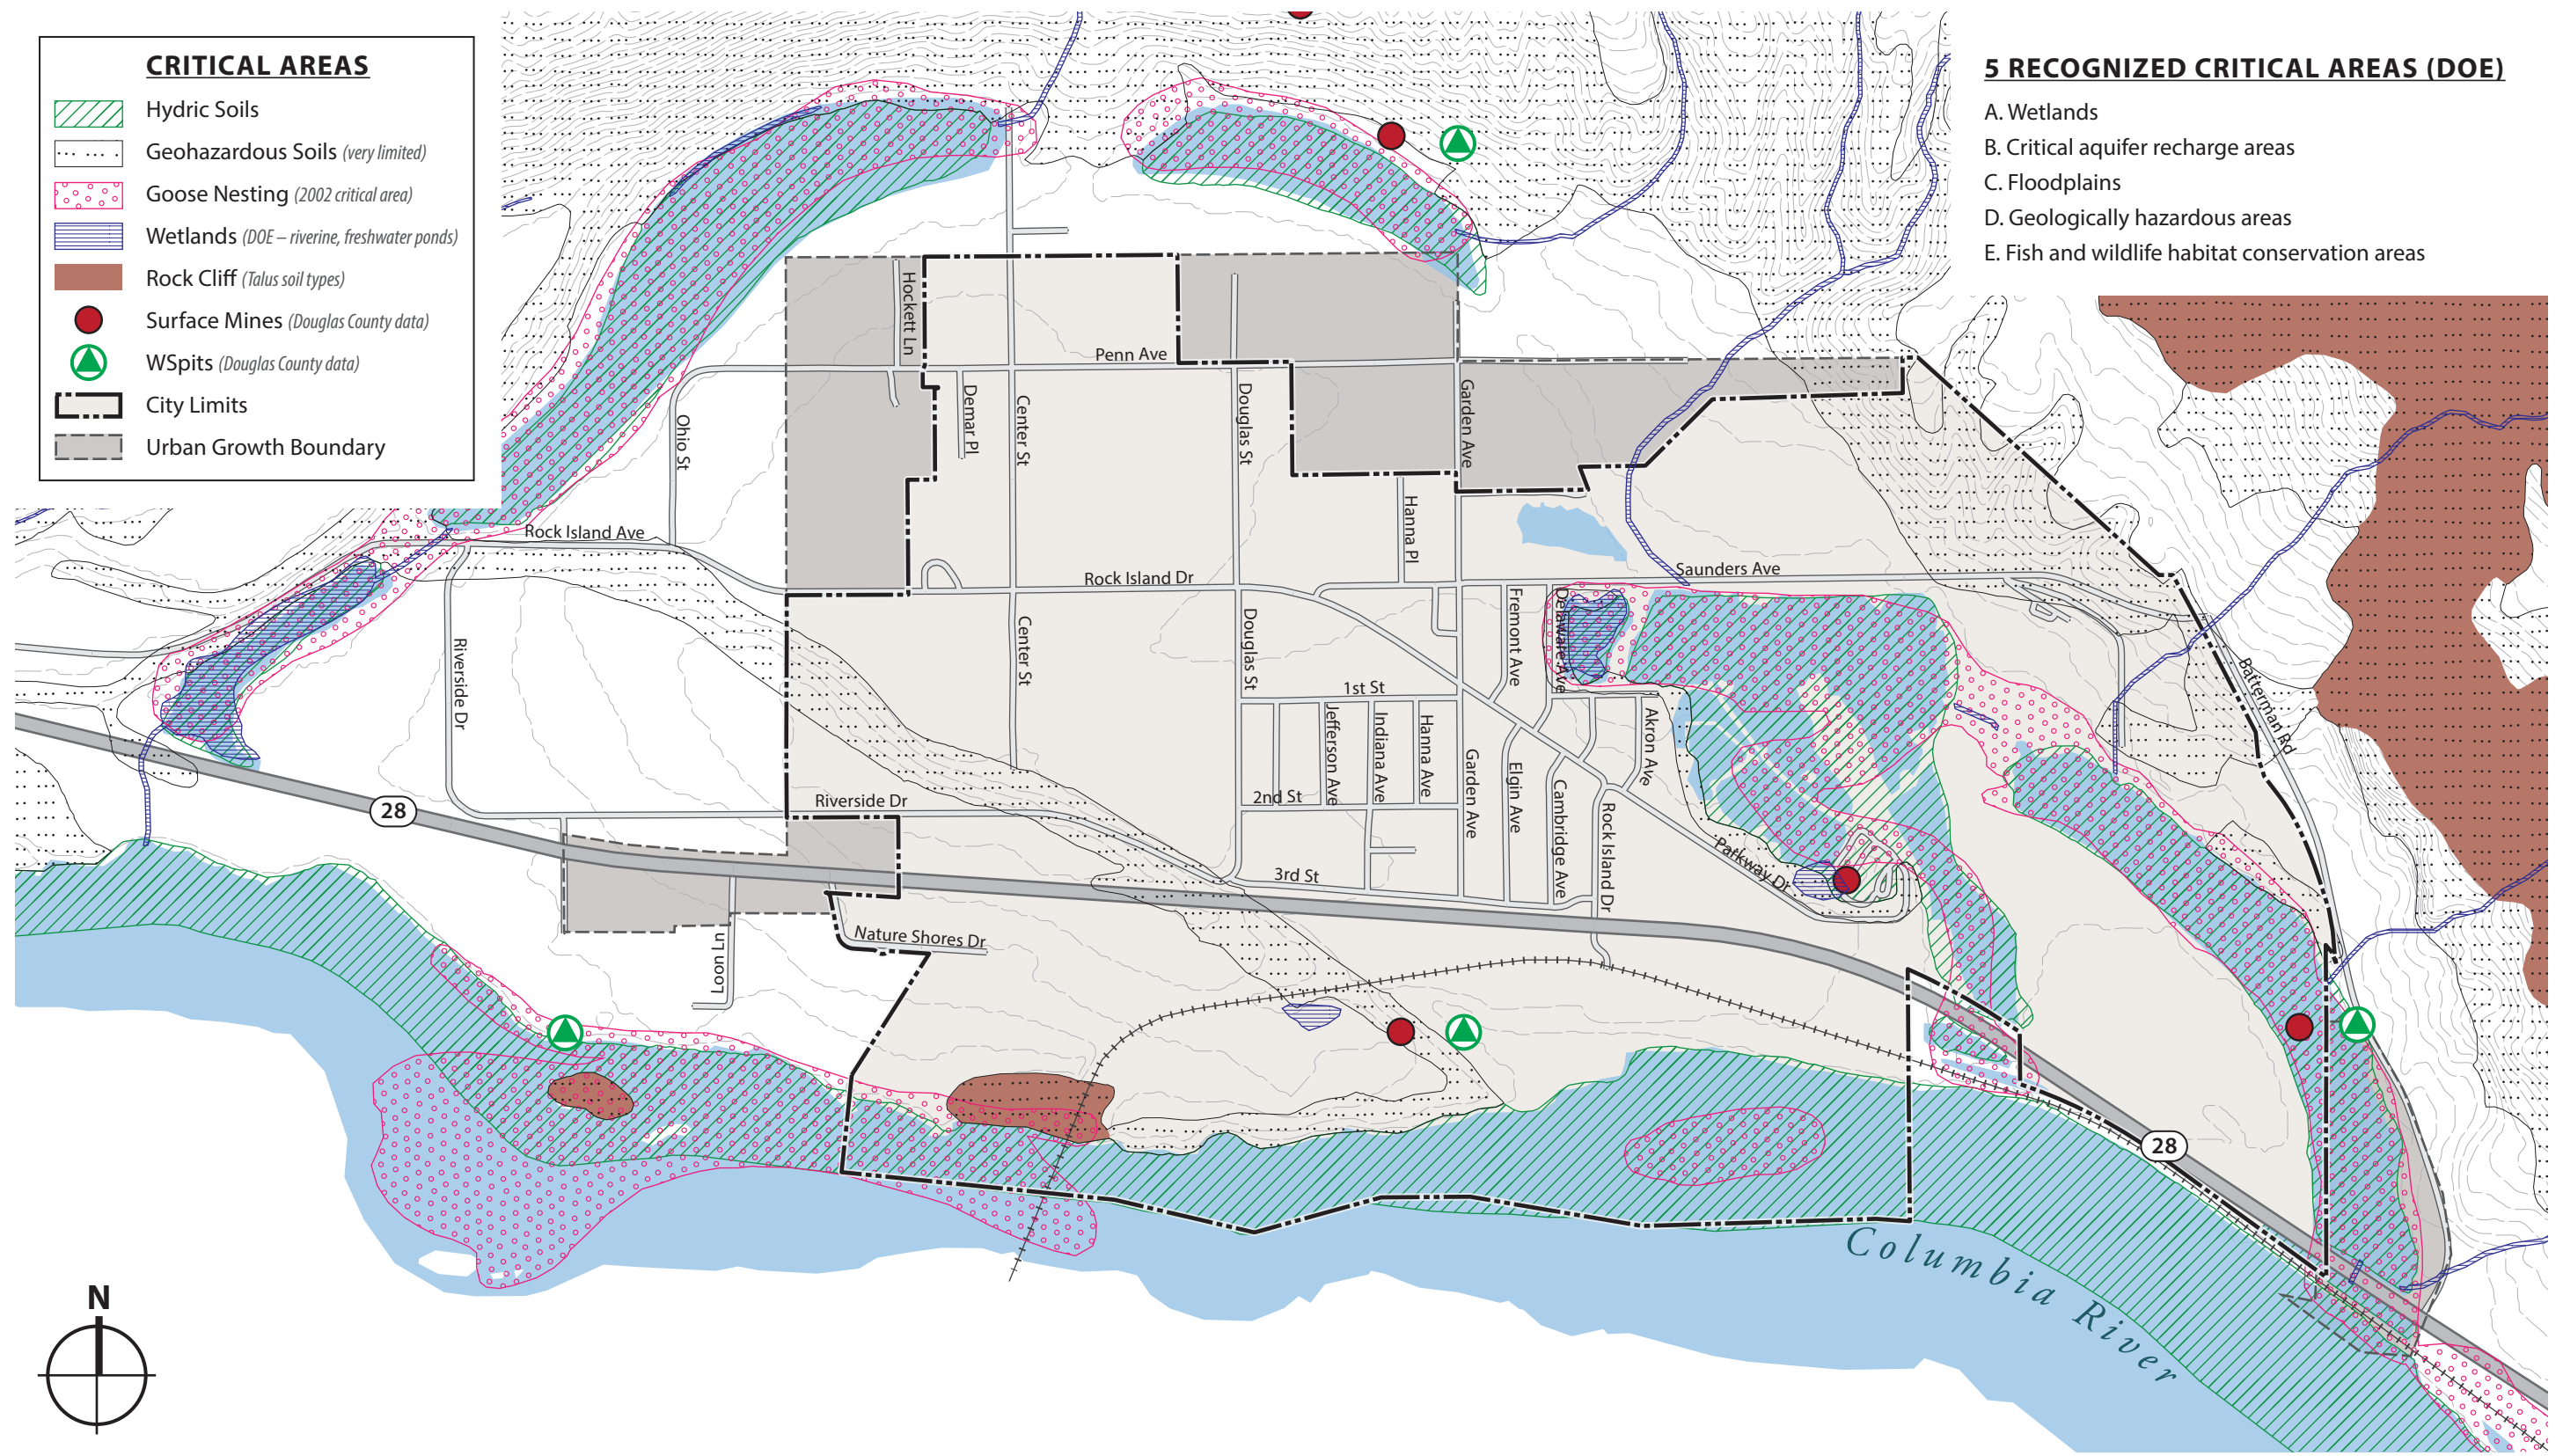 CRITICAL AREAS
Hydric Soils
Geohazardous Soils (very limited)
Goose Nesting (2002 critical area)
Wetlands (DOE – riverine, freshwater ponds)
Rock Cliff (Talus soil types)
Surface Mines (Douglas County data)
WSpits (Douglas County data)
City Limits
Urban Growth Boundary
5 RECOGNIZED CRITICAL AREAS (DOE)
A. Wetlands
B. Critical aquifer recharge areas
C. Floodplains
D. Geologically hazardous areas
E. Fish and wildlife habitat conservation areas
Hockett Ln
Penn Ave
Demar Pl
Center St
Douglas St
Garden Ave
Ohio St
Hanna Pl
Rock Island Ave
Rock Island Dr
Saunders Ave
Fremont Ave
Delaware Ave
Center St
Douglas St
Riverside Dr
1st St
Jefferson Ave
Indiana Ave
Hanna Ave
Garden Ave
Elgin Ave
Cambridge Ave
Rock Island Dr
Akron Ave
Batterman Rd
2nd St
Riverside Dr
28
Parkway Dr
3rd St
Nature Shores Dr
Loon Ln
28
Columbia River
N